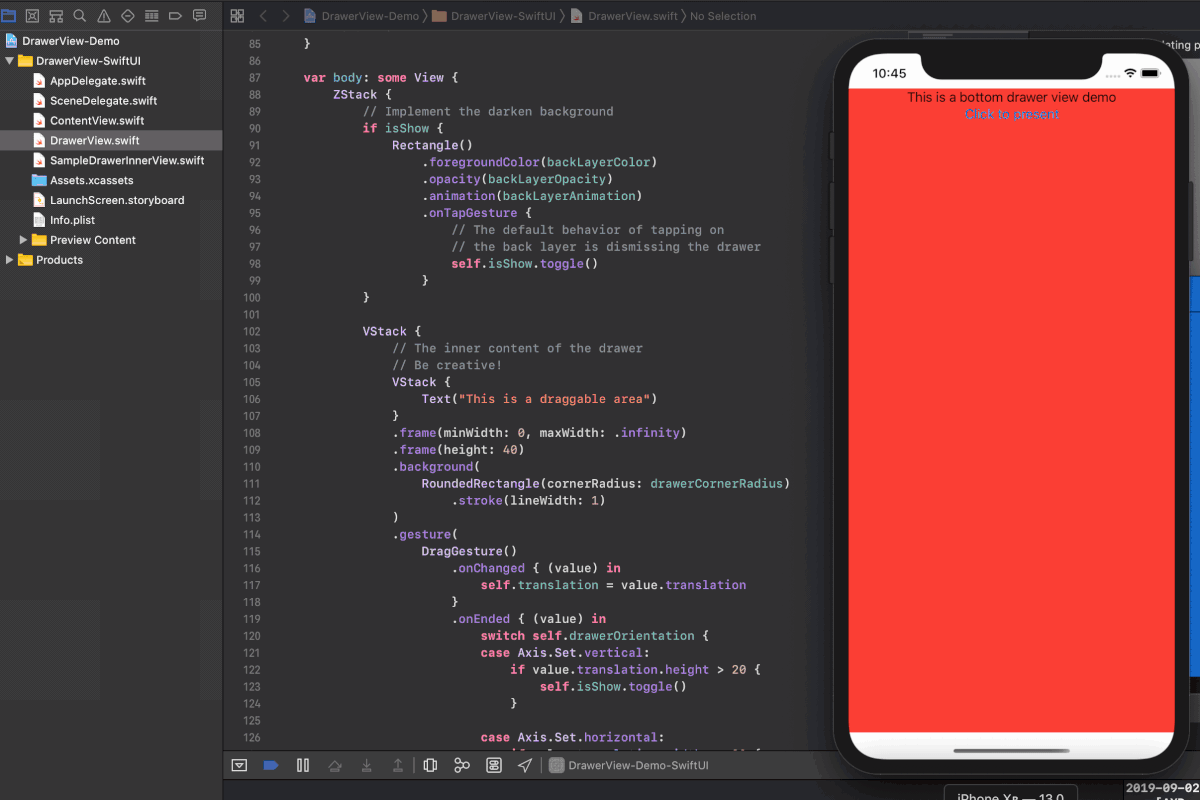 DrawerView-Demo 〉 DrawerView-SwiftUI 〉 DrawerView.swift 〉 No Selection
DrawerView-Demo
DrawerView-SwiftUI
AppDelegate.swift
SceneDelegate.swift
ContentView.swift
DrawerView.swift
SampleDrawerInnerView.swift
Assets.xcassets
LaunchScreen.storyboard
Info.plist
Preview Content
Products
85 }
86
87 var body: some View {
88 ZStack {
89 // Implement the darken background
90 if isShow {
91 Rectangle()
92 .foregroundColor(backLayerColor)
93 .opacity(backLayerOpacity)
94 .animation(backLayerAnimation)
95 .onTapGesture {
96 // The default behavior of tapping on
97 // the back layer is dismissing the drawer
98 self.isShow.toggle()
99 }
100 }
101
102 VStack {
103 // The inner content of the drawer
104 // Be creative!
105 VStack {
106 Text("This is a draggable area")
107 }
108 .frame(minWidth: 0, maxWidth: .infinity)
109 .frame(height: 40)
110 .background(
111 RoundedRectangle(cornerRadius: drawerCornerRadius)
112 .stroke(lineWidth: 1)
113 )
114 .gesture(
115 DragGesture()
116 .onChanged { (value) in
117 self.translation = value.translation
118 }
119 .onEnded { (value) in
120 switch self.drawerOrientation {
121 case Axis.Set.vertical:
122 if value.translation.height > 20 {
123 self.isShow.toggle()
124 }
125
126 case Axis.Set.horizontal:
DrawerView-Demo-SwiftUI
10:45
This is a bottom drawer view demo
Click to present
iPhone Xʀ — 13.0
2019-09-02